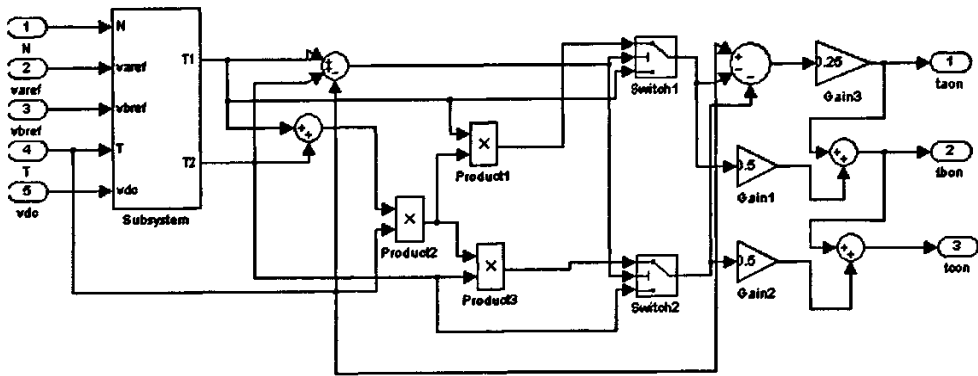 1
N
2
varef
3
vbref
4
T
5
vdc
N
varef
vbref
T
vdc
T1
T2
Subsystem
Product2
Product1
Product3
Switch1
Switch2
0.25
Gain3
0.5
Gain1
0.5
Gain2
1
taon
2
tbon
3
tcon